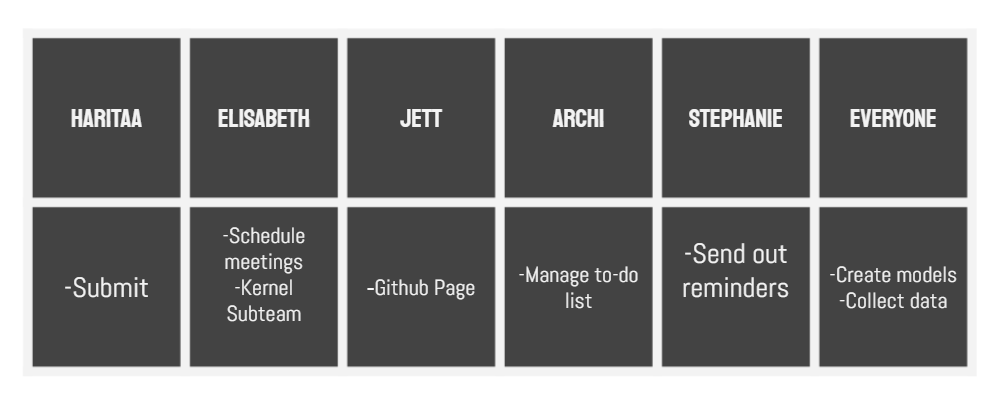 HARITAA
ELISABETH
JETT
ARCHI
STEPHANIE
EVERYONE
-Submit
-Schedule
meetings
-Kernel
Subteam
-Github Page
-Manage to-do
list
-Send out
reminders
-Create models
-Collect data